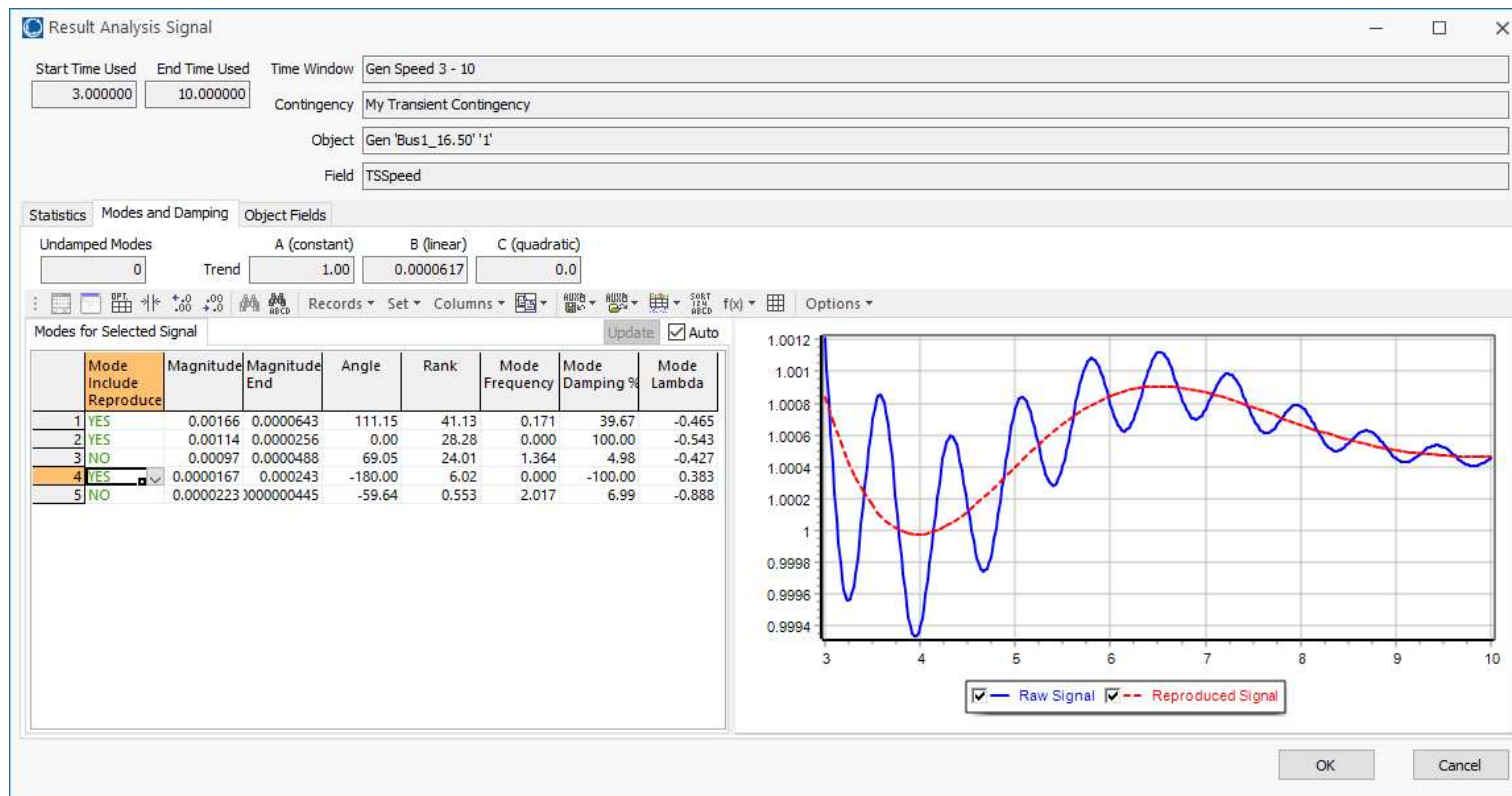 Result Analysis Signal
Start Time Used End Time Used Time Window Gen Speed 3 - 10
3.000000 10.000000
Contingency My Transient Contingency
Object Gen 'Bus1_16.50' '1'
Field TSSpeed
Statistics Modes and Damping Object Fields
Undamped Modes A (constant) B (linear) C (quadratic)
0 Trend 1.00 0.0000617 0.0
Records Set Columns SORT 124 ABCD f(x) Options
Modes for Selected Signal Update Auto
Mode Include Reproduce Magnitude Magnitude End Angle Rank Mode Frequency Mode Damping % Mode Lambda
1 YES 0.00166 0.0000643 111.15 41.13 0.171 39.67 -0.465
2 YES 0.00114 0.0000256 0.00 28.28 0.000 100.00 -0.543
3 NO 0.00097 0.0000488 69.05 24.01 1.364 4.98 -0.427
4 YES 0.0000167 0.000243 -180.00 6.02 0.000 -100.00 0.383
5 NO 0.0000223 0000000445 -59.64 0.553 2.017 6.99 -0.888
1.0012
1.001
1.0008
1.0006
1.0004
1.0002
1
0.9998
0.9996
0.9994
3 4 5 6 7 8 9 10
Raw Signal Reproduced Signal
OK Cancel